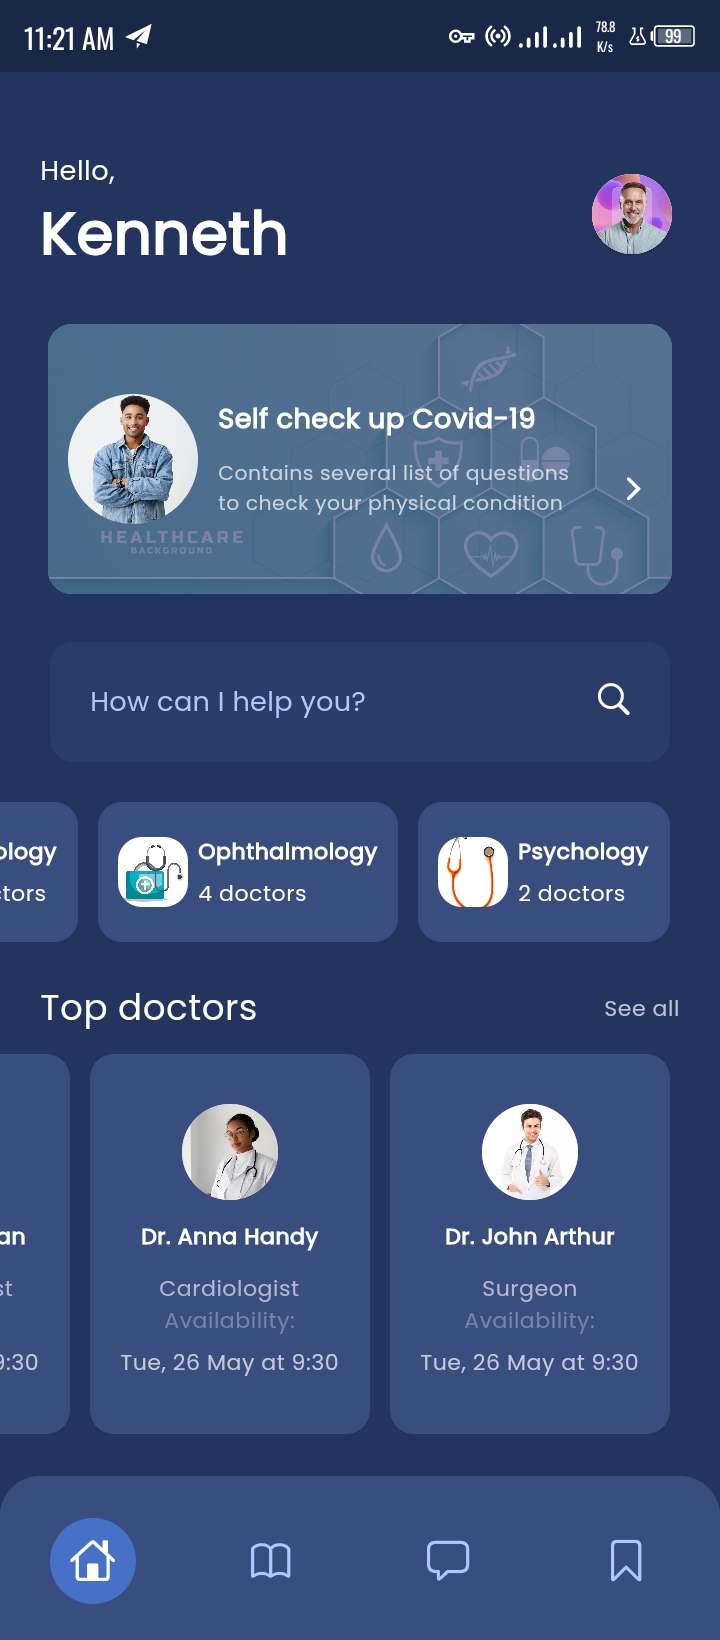 11:21 AM
78.8
K/s
99
Hello,
Kenneth
Self check up Covid-19
Contains several list of questions
to check your physical condition
HEALTHCARE
BACKGROUND
How can I help you?
ology
Ophthalmology
Psychology
ctors
4 doctors
2 doctors
Top doctors
See all
an
Dr. Anna Handy
Dr. John Arthur
st
Cardiologist
Surgeon
Availability:
Availability:
9:30
Tue, 26 May at 9:30
Tue, 26 May at 9:30